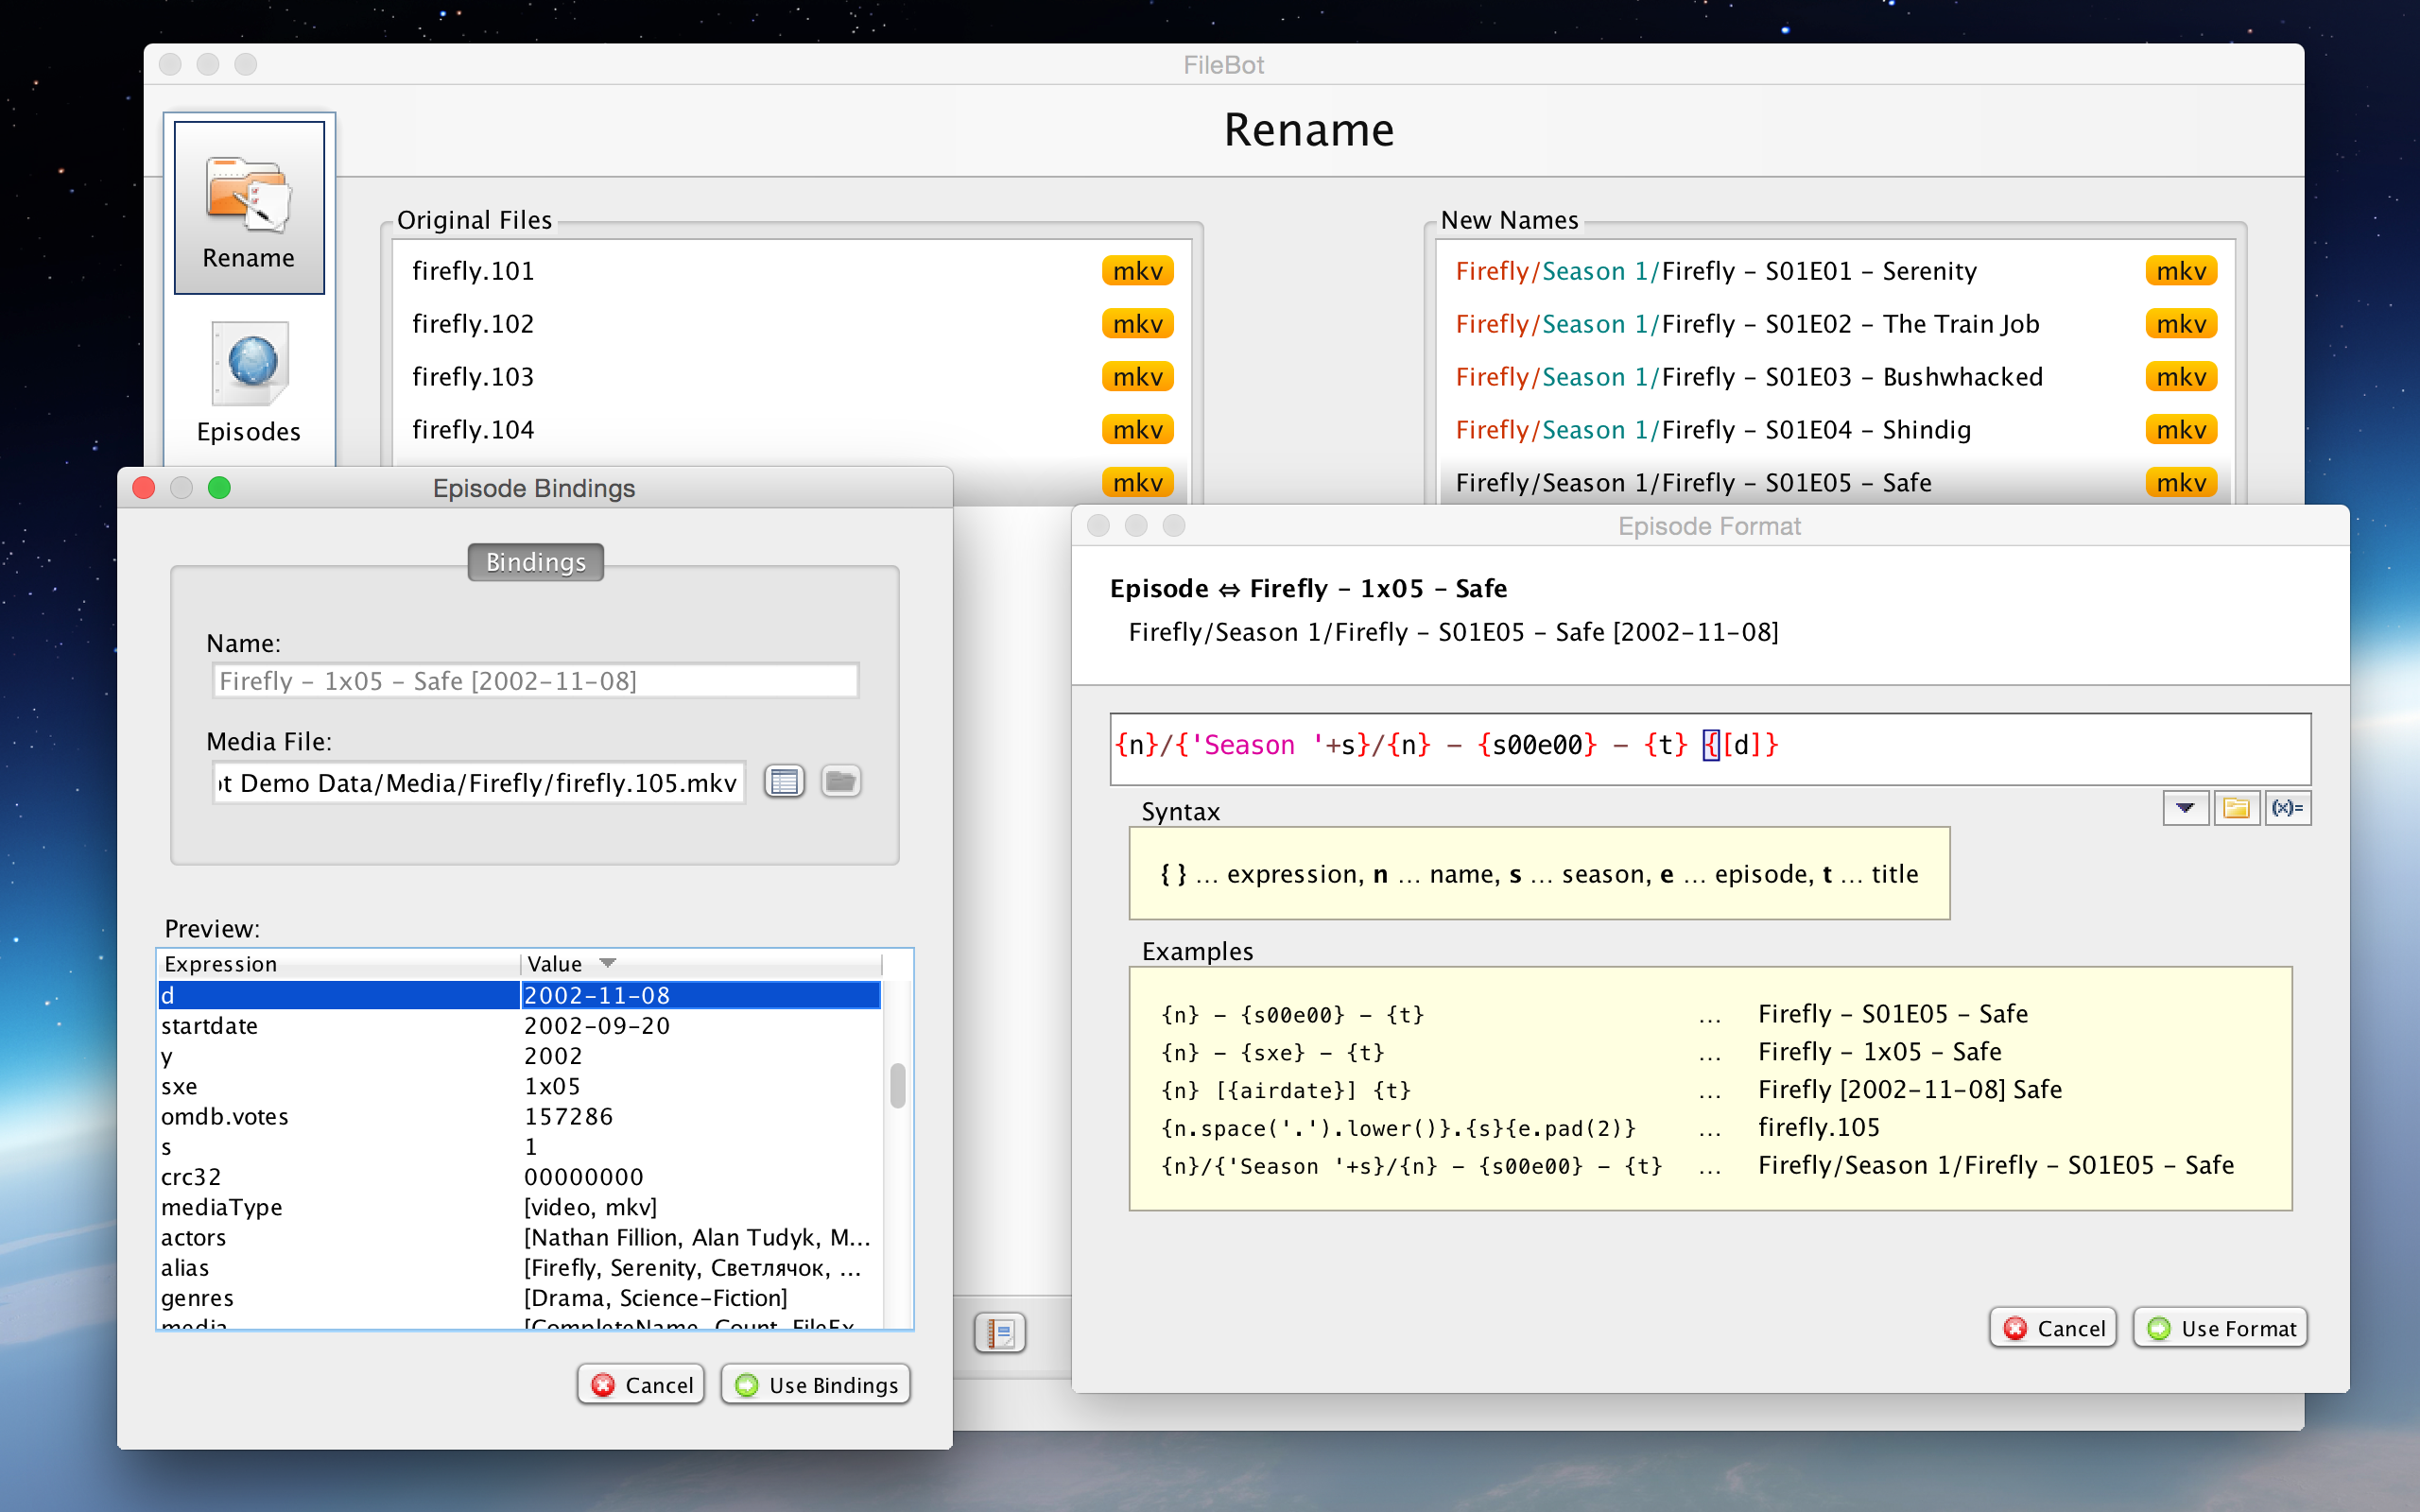 FileBot
Rename
Rename
Episodes
Original Files
firefly.101 mkv
firefly.102 mkv
firefly.103 mkv
firefly.104 mkv
mkv
New Names
Firefly/Season 1/Firefly - S01E01 - Serenity mkv
Firefly/Season 1/Firefly - S01E02 - The Train Job mkv
Firefly/Season 1/Firefly - S01E03 - Bushwhacked mkv
Firefly/Season 1/Firefly - S01E04 - Shindig mkv
Firefly/Season 1/Firefly - S01E05 - Safe mkv
Episode Bindings
Bindings
Name:
Firefly - 1x05 - Safe [2002-11-08]
Media File:
ot Demo Data/Media/Firefly/firefly.105.mkv
Preview:
Expression Value
d 2002-11-08
startdate 2002-09-20
y 2002
sxe 1x05
omdb.votes 157286
s 1
crc32 00000000
mediaType [video, mkv]
actors [Nathan Fillion, Alan Tudyk, M...
alias [Firefly, Serenity, Светлячок, ...
genres [Drama, Science-Fiction]
media [CompleteName, Count, FileEx
Cancel Use Bindings
Episode Format
Episode ⇔ Firefly - 1x05 - Safe
Firefly/Season 1/Firefly - S01E05 - Safe [2002-11-08]
{n}/{'Season '+s}/{n} - {s00e00} - {t} {[d]}
(x)=
Syntax
{ } ... expression, n ... name, s ... season, e ... episode, t ... title
Examples
{n} - {s00e00} - {t} ... Firefly - S01E05 - Safe
{n} - {sxe} - {t} ... Firefly - 1x05 - Safe
{n} [{airdate}] {t} ... Firefly [2002-11-08] Safe
{n.space('.').lower()}.{s}{e.pad(2)} ... firefly.105
{n}/{'Season '+s}/{n} - {s00e00} - {t} ... Firefly/Season 1/Firefly - S01E05 - Safe
Cancel Use Format